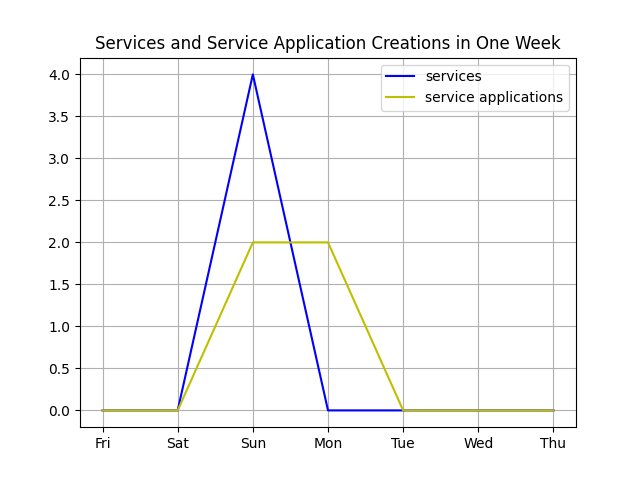 Services and Service Application Creations in One Week
services
service applications
4.0
3.5
3.0
2.5
2.0
1.5
1.0
0.5
0.0
Fri Sat Sun Mon Tue Wed Thu